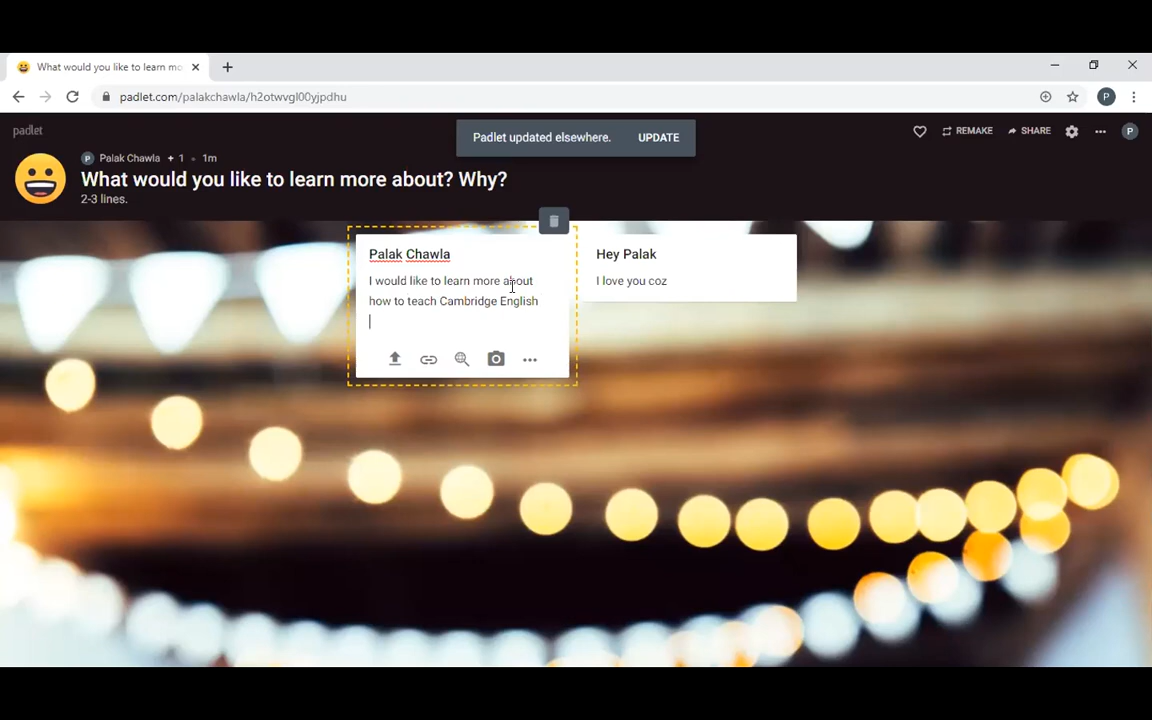 What would you like to learn mo
padlet.com/palakchawla/h2otwvgl00yjpdhu
P
padlet
Padlet updated elsewhere. UPDATE
REMAKE
SHARE
P
P Palak Chawla + 1 • 1m
What would you like to learn more about? Why?
2-3 lines.
Palak Chawla
I would like to learn more about
how to teach Cambridge English
Hey Palak
I love you coz